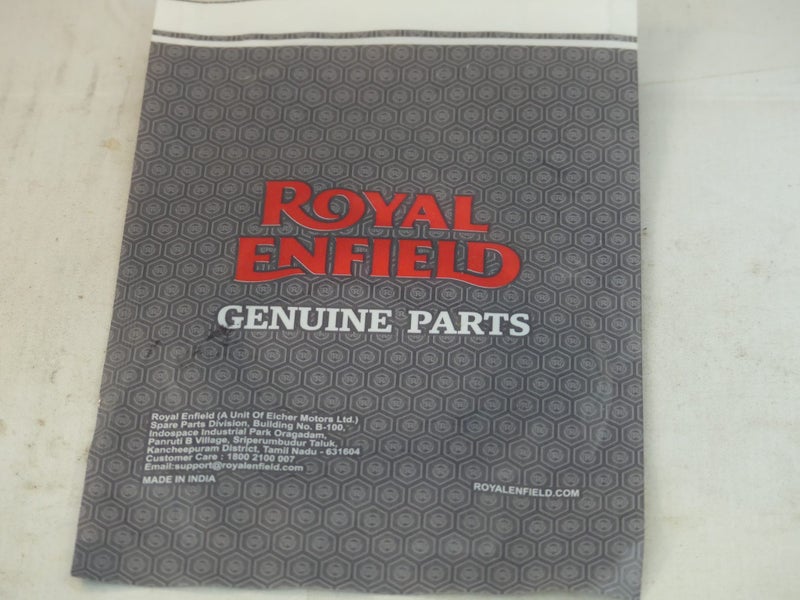 ROYAL
ENFIELD
GENUINE PARTS
Royal Enfield (A Unit Of Eicher Motors Ltd.)
Spare Parts Division, Building No. B-100,
Indospace Industrial Park Oragadam,
Panruti B Village, Sriperumbudur Taluk,
Kancheepuram District, Tamil Nadu - 631604
Customer Care : 1800 2100 007
Email:support@royalenfield.com
MADE IN INDIA
ROYALENFIELD.COM